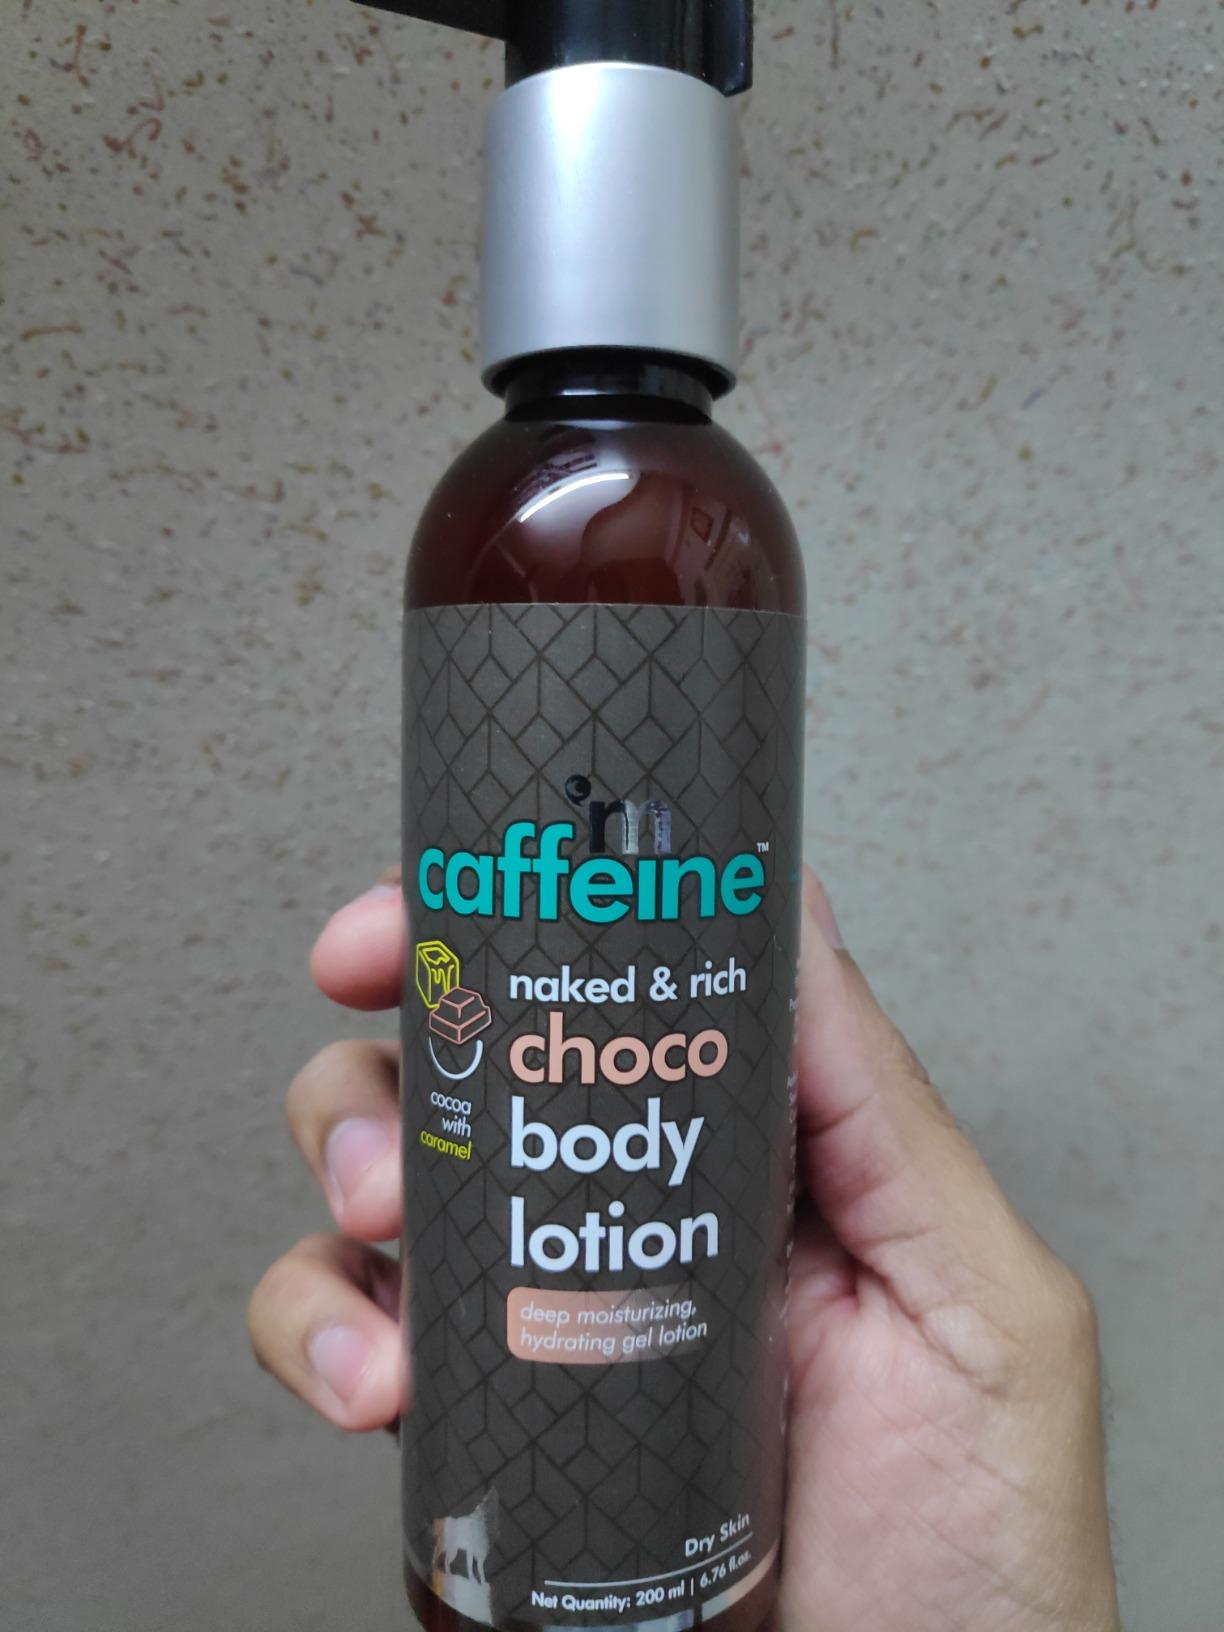 'm
caffeine™
naked & rich
choco
body
lotion
cocoa
with
caramel
deep moisturizing,
hydrating gel lotion
Dry Skin
Net Quantity: 200 ml | 6.76 fl.oz.